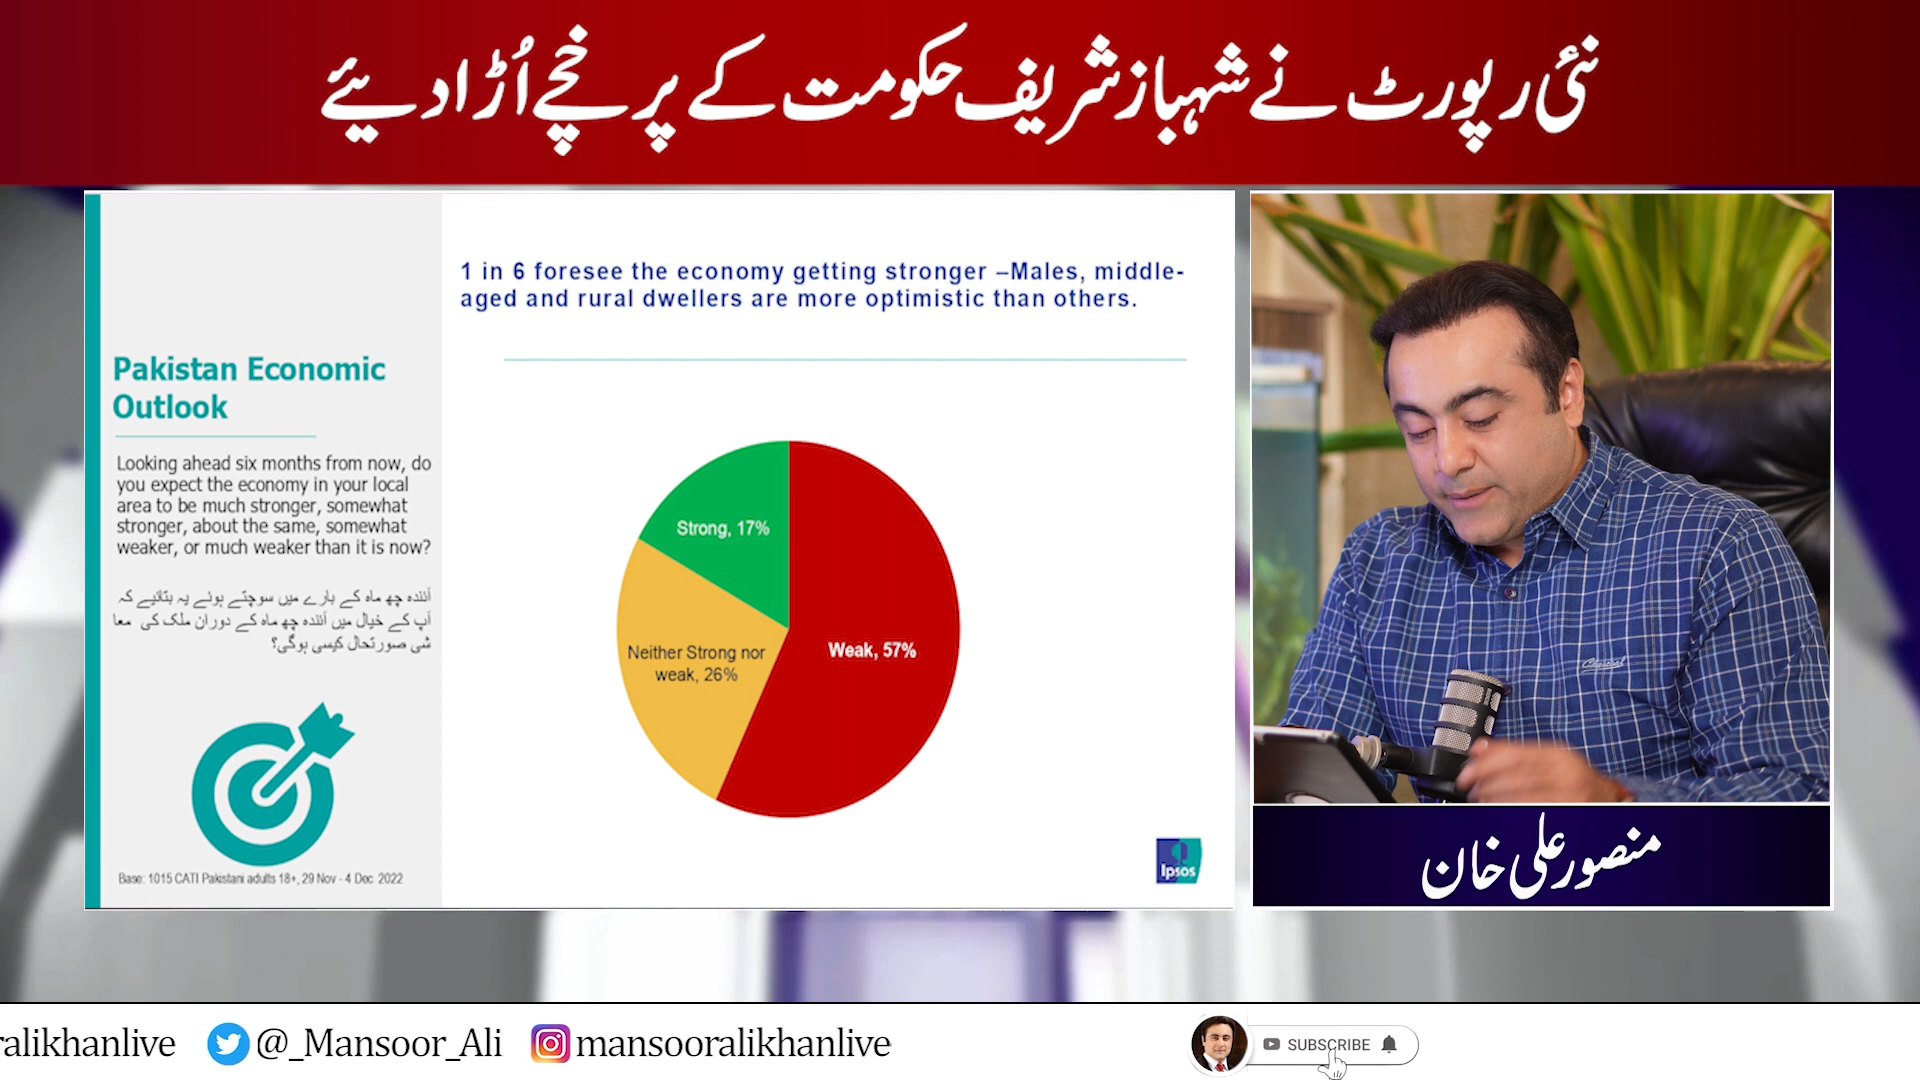 نئی رپورٹ نے شہباز شریف حکومت کے پرخچے اُڑا دیئے
1 in 6 foresee the economy getting stronger –Males, middle-
aged and rural dwellers are more optimistic than others.
Pakistan Economic
Outlook
Looking ahead six months from now, do
you expect the economy in your local
area to be much stronger, somewhat
stronger, about the same, somewhat
weaker, or much weaker than it is now?
آئندہ چھ ماہ کے بارے میں سوچتے ہوئے یہ بتائیے کہ
آپ کے خیال میں آئندہ چھ ماہ کے دوران ملک کی معا
شی صورتحال کیسی ہوگی؟
Base: 1015 CATI Pakistani adults 18+, 29 Nov - 4 Dec 2022
Strong, 17%
Neither Strong nor
weak, 26%
Weak, 57%
Ipsos
Charcoal
منصور علی خان
ralikhanlive @_Mansoor_Ali mansooralikhanlive SUBSCRIBE